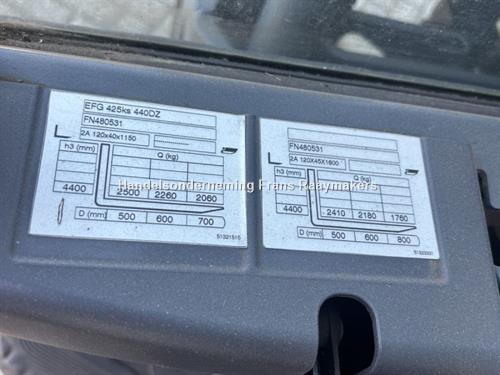 EFG 425ks 440DZ
FN480531
2A 120x40x1150
h3 (mm) Q (kg)
4400 2500 2260 2060
D (mm) 500 600 700
51321515
FN480531
2A 120X45X1600
h3 (mm) Q (kg)
4400 2410 2180 1760
D (mm) 500 600 800
Handelsonderneming Frans Raaymakers